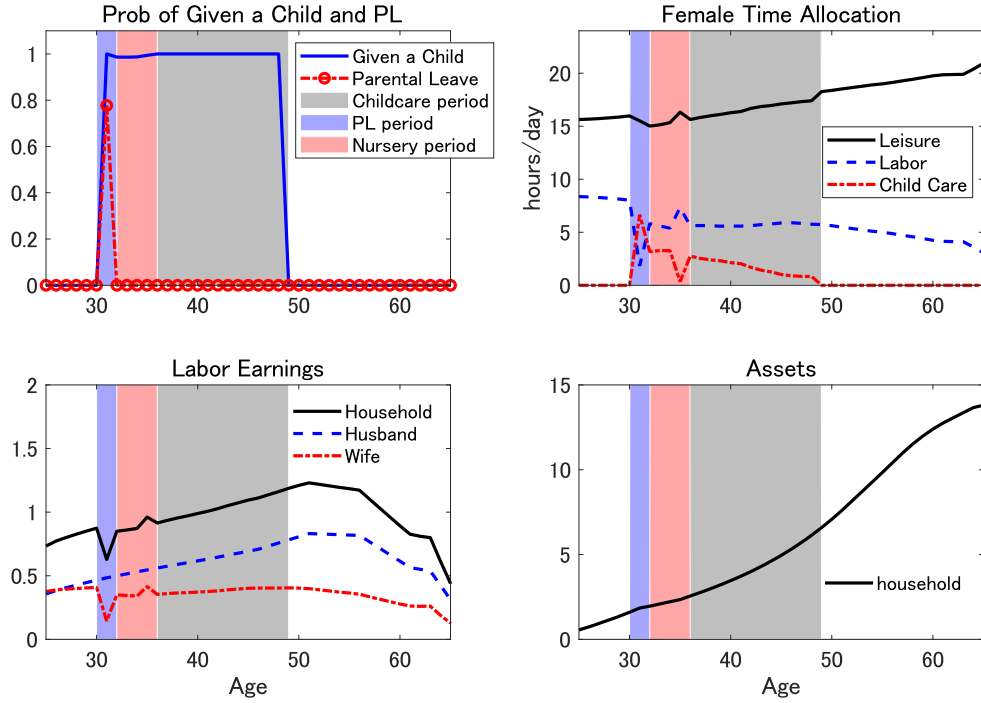 Prob of Given a Child and PL
1
0.8
0.6
0.4
0.2
0
30
40
50
60
Given a Child
Parental Leave
Childcare period
PL period
Nursery period
Female Time Allocation
hours/day
20
15
10
5
0
30
40
50
60
Leisure
Labor
Child Care
Labor Earnings
2
1.5
1
0.5
0
30
40
50
60
Age
Household
Husband
Wife
Assets
15
10
5
0
30
40
50
60
Age
household